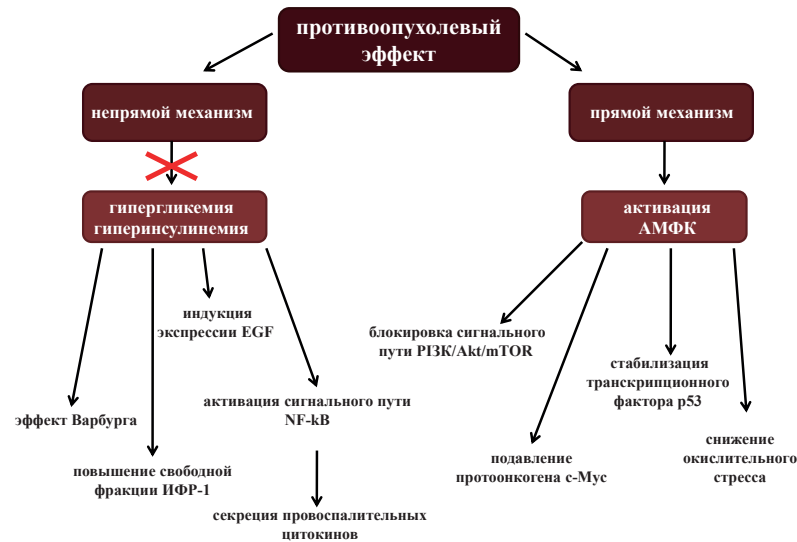 противоопухолевый
эффект
непрямой механизм
прямой механизм
гипергликемия
гиперинсулинемия
активация
АМФК
индукция
экспрессии EGF
блокировка сигнального
пути PI3K/Akt/mTOR
стабилизация
транскрипционного
фактора p53
эффект Варбурга
активация сигнального пути
NF-kB
снижение
окислительного
стресса
повышение свободной
фракции ИФР-1
подавление
протоонкогена c-Myc
секреция провоспалительных
цитокинов